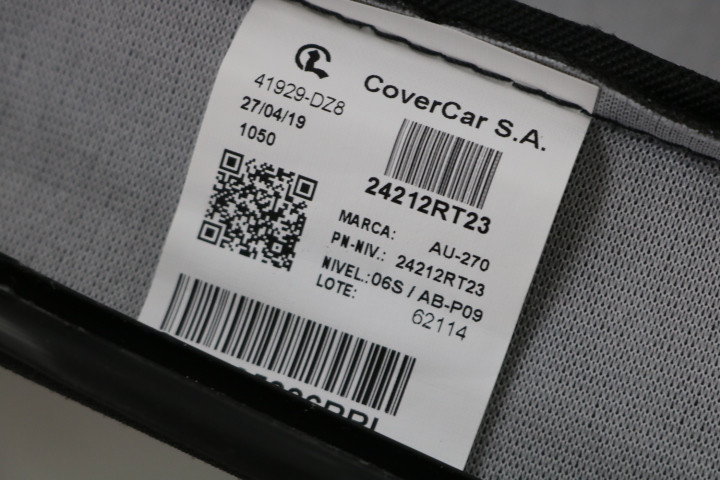 CoverCar S.A.
41929-DZ8
27/04/19
1050
24212RT23
MARCA: AU-270
PN-NIV.: 24212RT23
NIVEL.:06S / AB-P09
LOTE: 62114